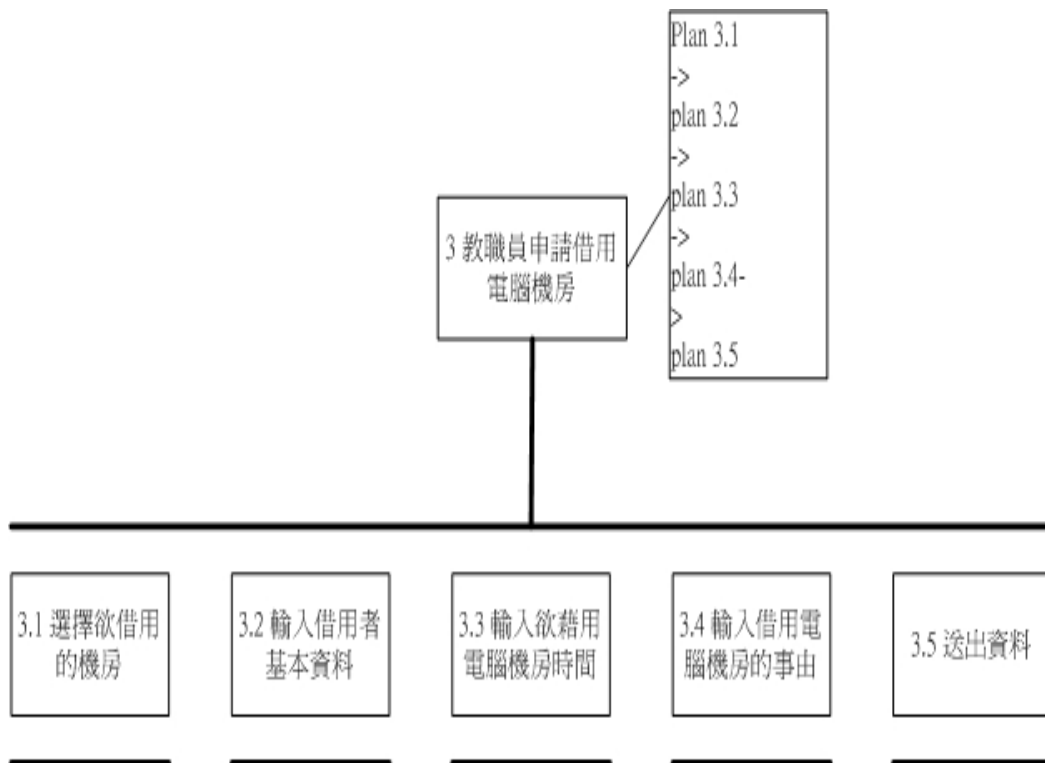 Plan 3.1
->
plan 3.2
->
plan 3.3
->
plan 3.4-
>
plan 3.5
3 教職員申請借用
電腦機房
3.1 選擇欲借用
的機房
3.2 輸入借用者
基本資料
3.3 輸入欲藉用
電腦機房時間
3.4 輸入借用電
腦機房的事由
3.5 送出資料